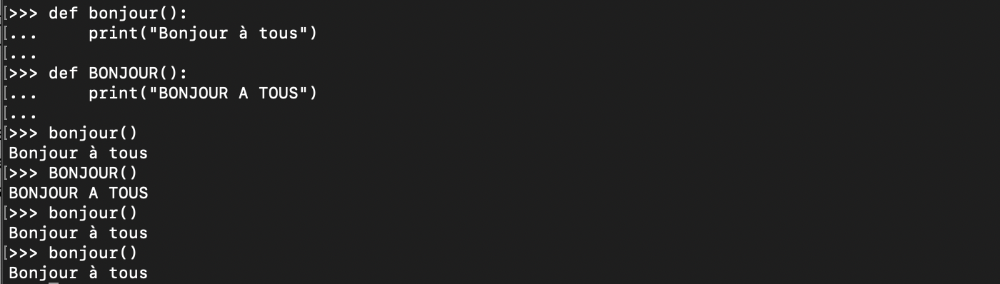 >>> def bonjour():
...     print("Bonjour à tous")
...
>>> def BONJOUR():
...     print("BONJOUR A TOUS")
...
>>> bonjour()
Bonjour à tous
>>> BONJOUR()
BONJOUR A TOUS
>>> bonjour()
Bonjour à tous
>>> bonjour()
Bonjour à tous